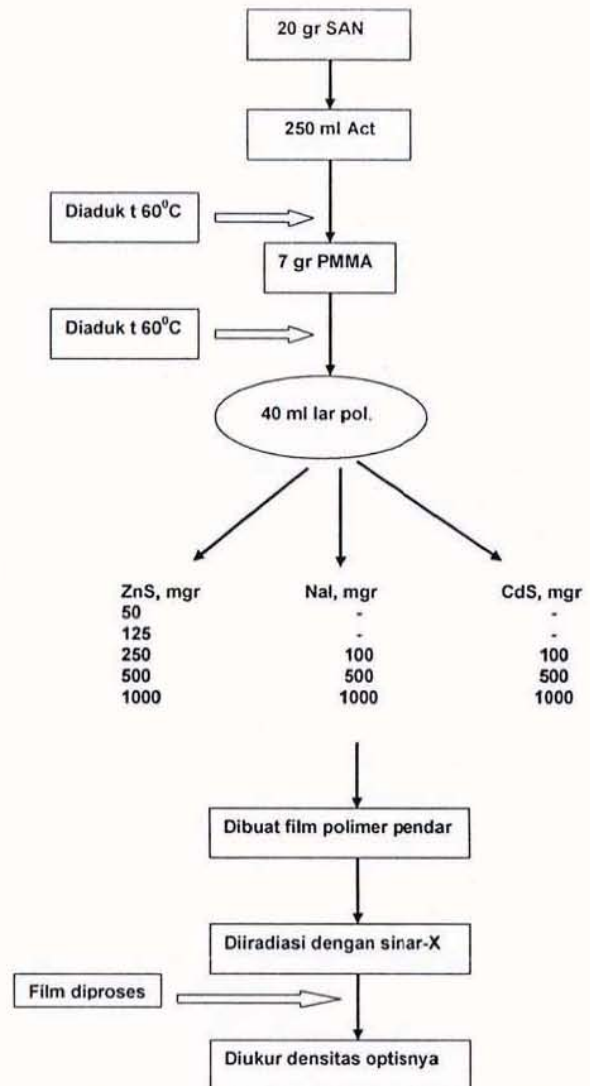 20 gr SAN
250 ml Act
Diaduk t 60⁰C
7 gr PMMA
Diaduk t 60⁰C
40 ml lar pol.
ZnS, mgr NaI, mgr CdS, mgr
50 - -
125 - -
250 100 100
500 500 500
1000 1000 1000
Dibuat film polimer pendar
Diiradiasi dengan sinar-X
Film diproses
Diukur densitas optisnya